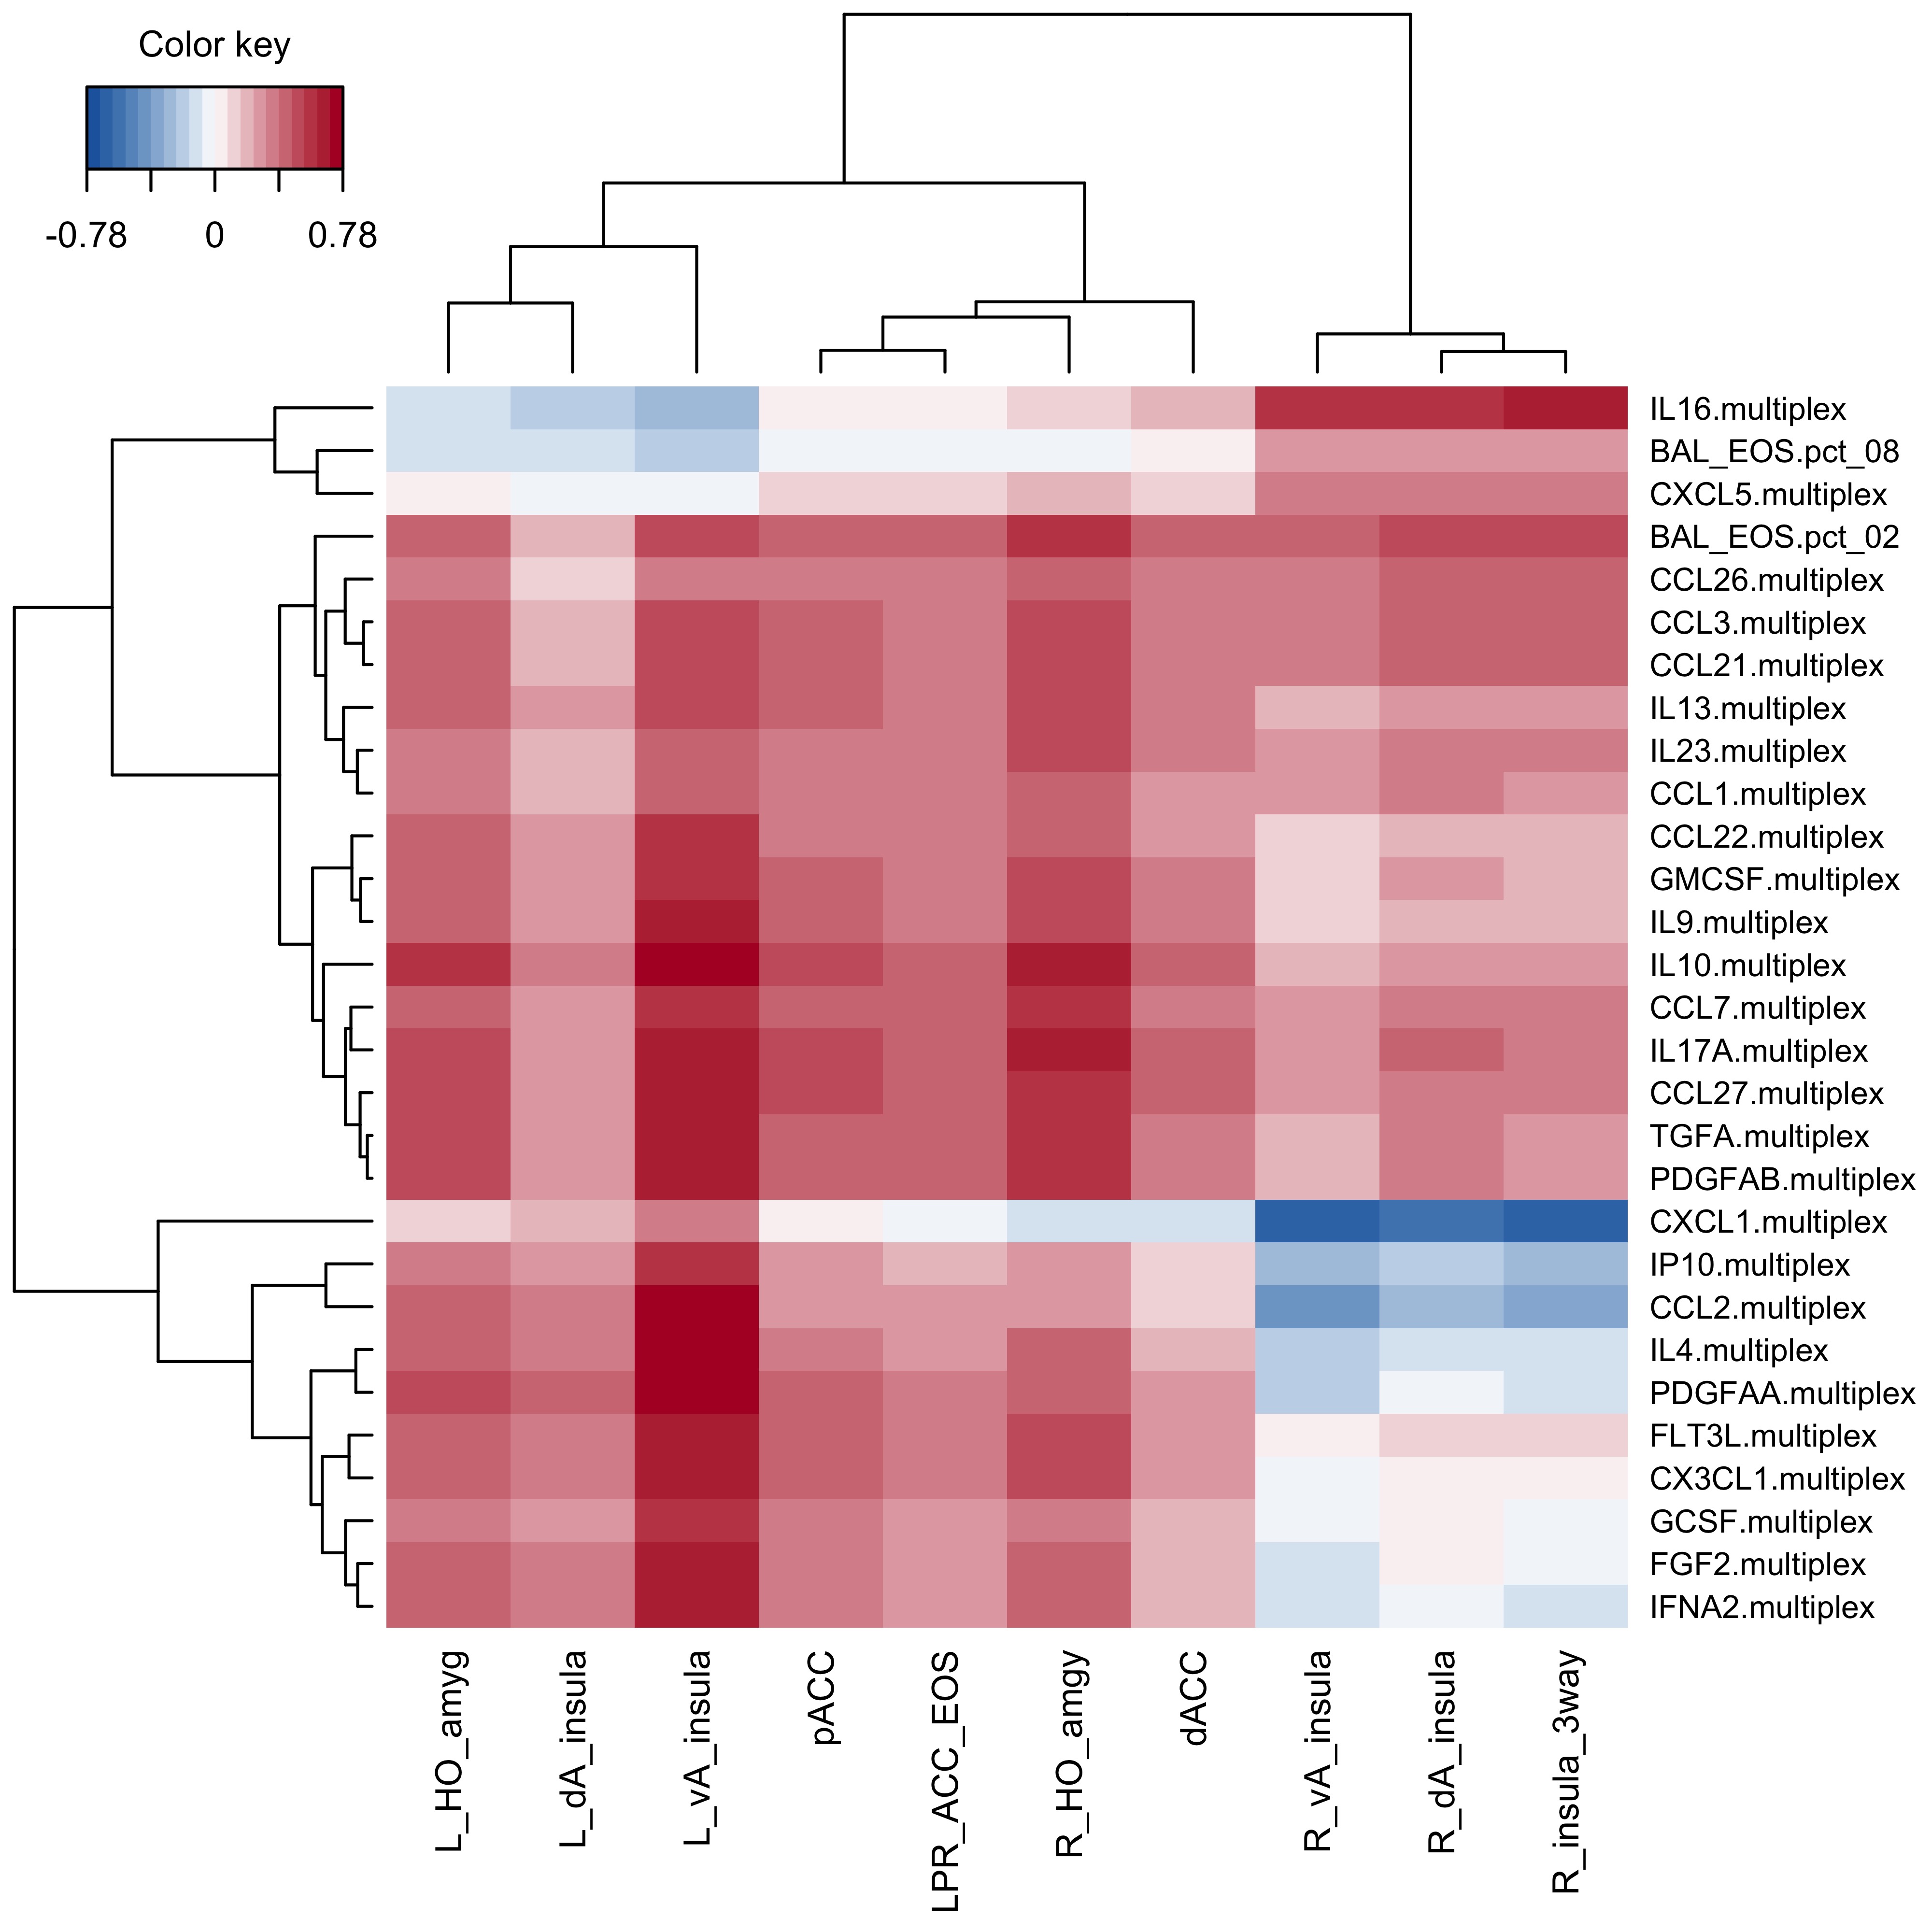 Color key
-0.78 0 0.78
IL16.multiplex
BAL_EOS.pct_08
CXCL5.multiplex
BAL_EOS.pct_02
CCL26.multiplex
CCL3.multiplex
CCL21.multiplex
IL13.multiplex
IL23.multiplex
CCL1.multiplex
CCL22.multiplex
GMCSF.multiplex
IL9.multiplex
IL10.multiplex
CCL7.multiplex
IL17A.multiplex
CCL27.multiplex
TGFA.multiplex
PDGFAB.multiplex
CXCL1.multiplex
IP10.multiplex
CCL2.multiplex
IL4.multiplex
PDGFAA.multiplex
FLT3L.multiplex
CX3CL1.multiplex
GCSF.multiplex
FGF2.multiplex
IFNA2.multiplex
L_HO_amyg
L_dA_insula
L_vA_insula
pACC
LPR_ACC_EOS
R_HO_amgy
dACC
R_vA_insula
R_dA_insula
R_insula_3way